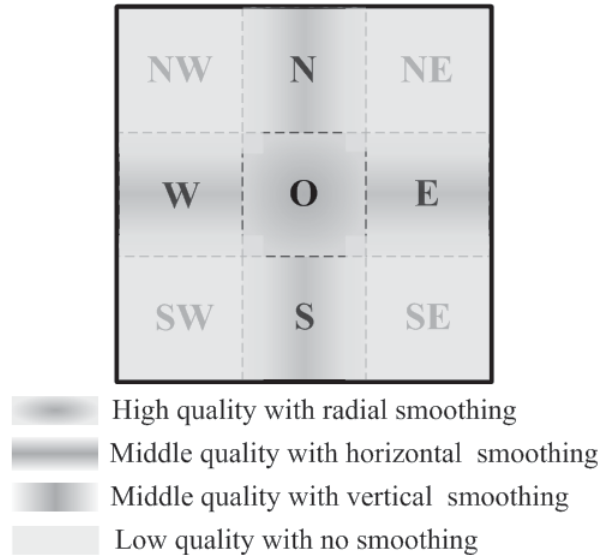 NW N NE
W O E
SW S SE
High quality with radial smoothing
Middle quality with horizontal smoothing
Middle quality with vertical smoothing
Low quality with no smoothing